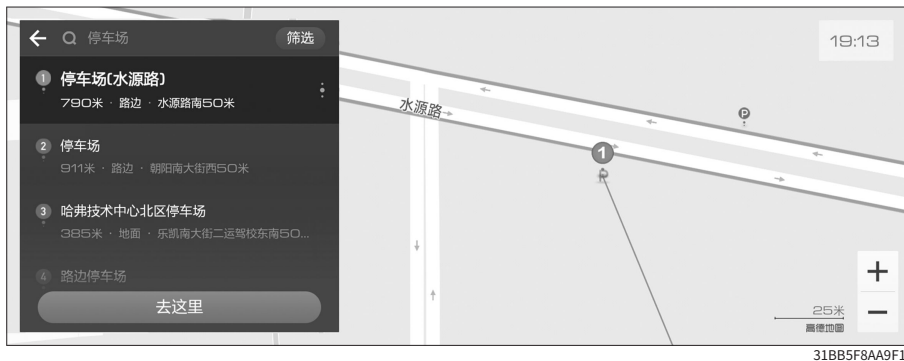 停车场
筛选
19:13
1
停车场(水源路)
790米 · 路边 · 水源路南50米
2
停车场
911米 · 路边 · 朝阳南大街西50米
3
哈弗技术中心北区停车场
385米 · 地面 · 乐凯南大街二运驾校东南50...
4
路边停车场
去这里
水源路
P
1
P
25米
高德地图
31BB5F8AA9F1